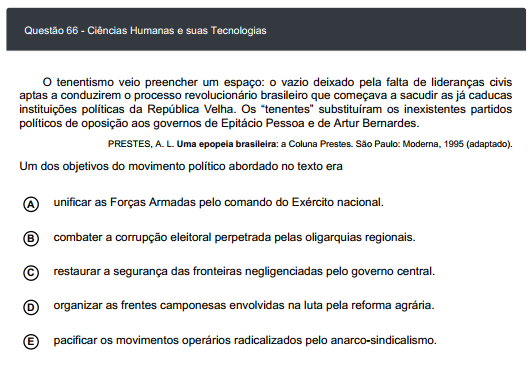 Questão 66 - Ciências Humanas e suas Tecnologias
O tenentismo veio preencher um espaço: o vazio deixado pela falta de lideranças civis
aptas a conduzirem o processo revolucionário brasileiro que começava a sacudir as já caducas
instituições políticas da República Velha. Os “tenentes” substituíram os inexistentes partidos
políticos de oposição aos governos de Epitácio Pessoa e de Artur Bernardes.
PRESTES, A. L. Uma epopeia brasileira: a Coluna Prestes. São Paulo: Moderna, 1995 (adaptado).
Um dos objetivos do movimento político abordado no texto era
A unificar as Forças Armadas pelo comando do Exército nacional.
B combater a corrupção eleitoral perpetrada pelas oligarquias regionais.
C restaurar a segurança das fronteiras negligenciadas pelo governo central.
D organizar as frentes camponesas envolvidas na luta pela reforma agrária.
E pacificar os movimentos operários radicalizados pelo anarco-sindicalismo.